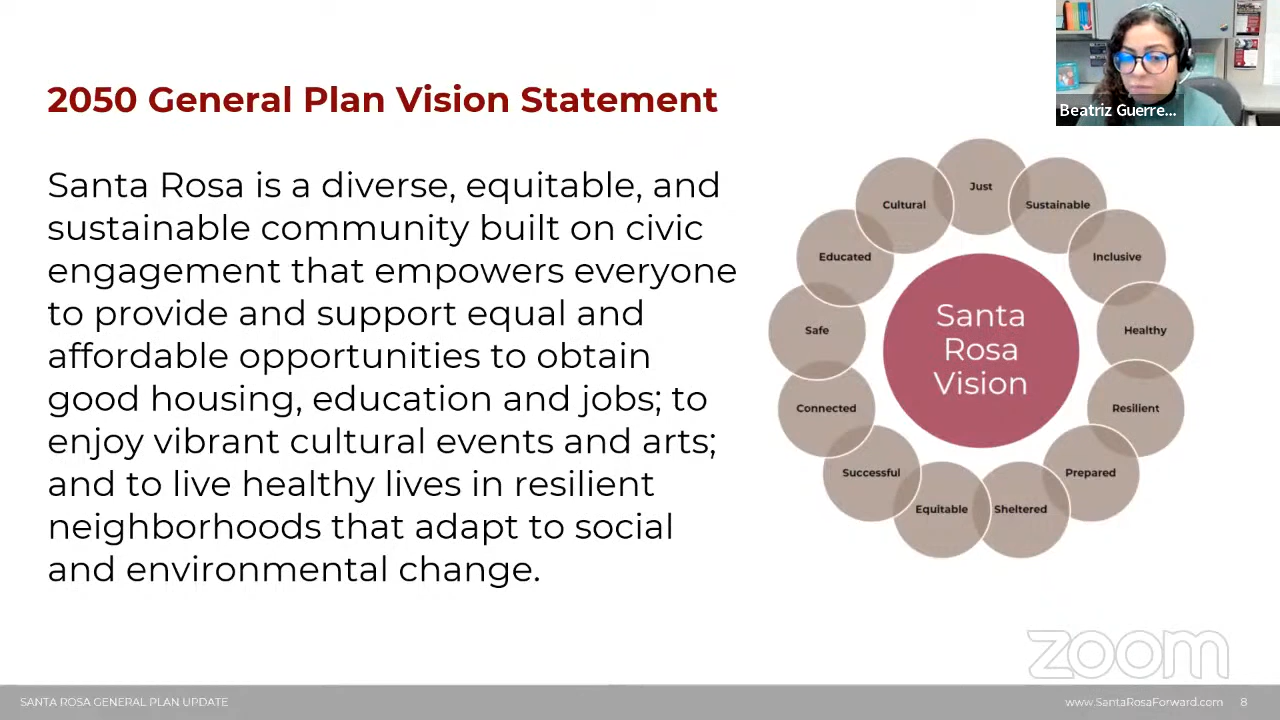 2050 General Plan Vision Statement
Santa Rosa is a diverse, equitable, and
sustainable community built on civic
engagement that empowers everyone
to provide and support equal and
affordable opportunities to obtain
good housing, education and jobs; to
enjoy vibrant cultural events and arts;
and to live healthy lives in resilient
neighborhoods that adapt to social
and environmental change.
Beatriz Guerre...
Just
Sustainable
Inclusive
Healthy
Resilient
Prepared
Sheltered
Equitable
Successful
Connected
Safe
Educated
Cultural
Santa
Rosa
Vision
zoom
SANTA ROSA GENERAL PLAN UPDATE
www.SantaRosaForward.com 8